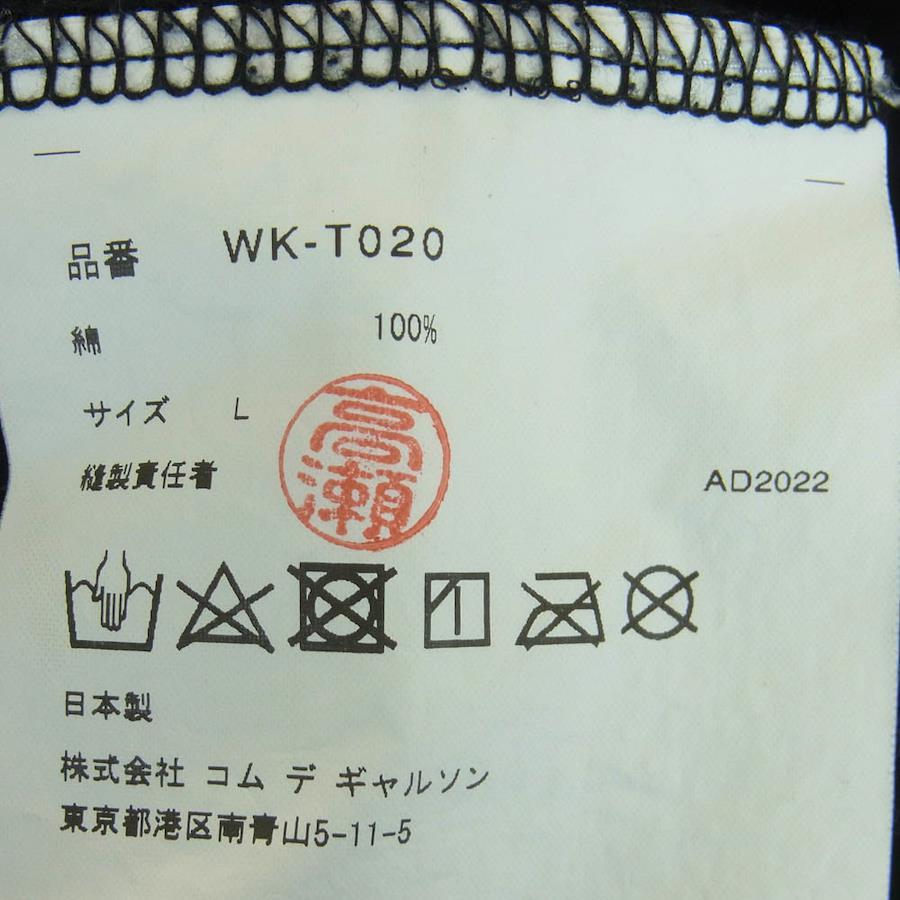 品番 WK-T020
綿 100%
サイズ L
高瀬
縫製責任者
AD2022
日本製
株式会社 コム デ ギャルソン
東京都港区南青山5-11-5